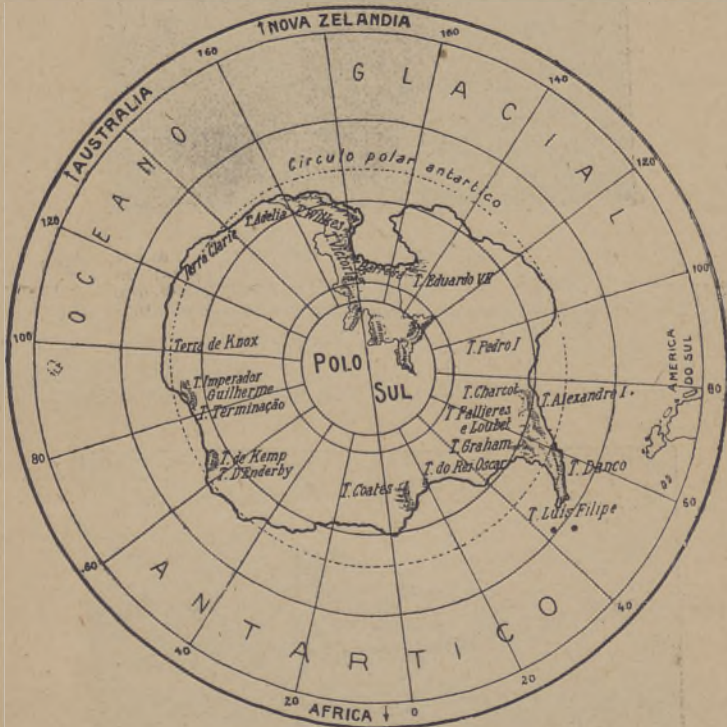 ↑NOVA ZELANDIA
↑AUSTRALIA
160
160
140
120
120
100
100
80
80
60
60
40
40
20
20
0
OCEANO
GLACIAL
ANTARTICO
Circulo polar antartico
Terra Clarie
T. Adelia
T. Wilkes
T. Victoria
Barreira
T. Eduardo VII
Terra de Knox
POLO
SUL
T. Pedro I
T. Imperador
Guilherme
T. Terminação
T. Charcot
T. Alexandre I.
T. Fallieres
e Loubet
T. Graham
T. do Rei Oscar
T. Danco
T. de Kemp
T. D'Enderby
T. Coates
T. Luis Filipe
AMERICA
DO SUL
AFRICA ↓